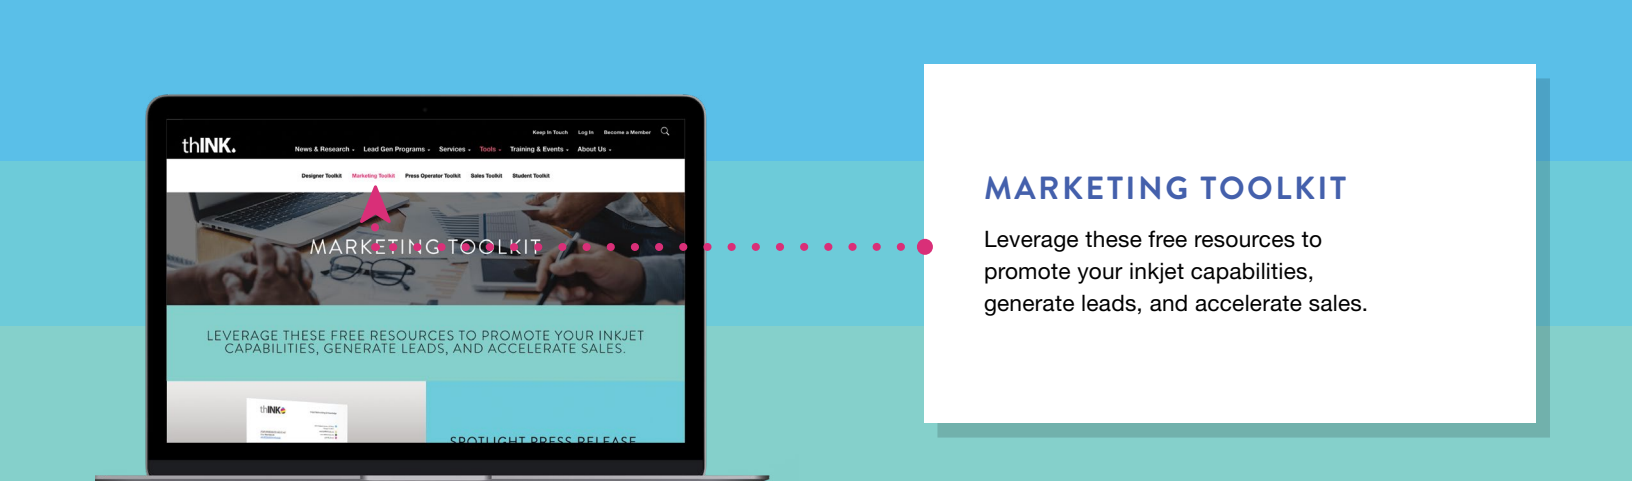 Keep In Touch Log In Become a Member
thINK.
News & Research Lead Gen Programs Services Tools Training & Events About Us
Designer Toolkit Marketing Toolkit Press Operator Toolkit Sales Toolkit Student Toolkit
MARKETING TOOLKIT
LEVERAGE THESE FREE RESOURCES TO PROMOTE YOUR INKJET
CAPABILITIES, GENERATE LEADS, AND ACCELERATE SALES.
thINK
SPOTLIGHT PRESS RELEASE
MARKETING TOOLKIT
Leverage these free resources to
promote your inkjet capabilities,
generate leads, and accelerate sales.